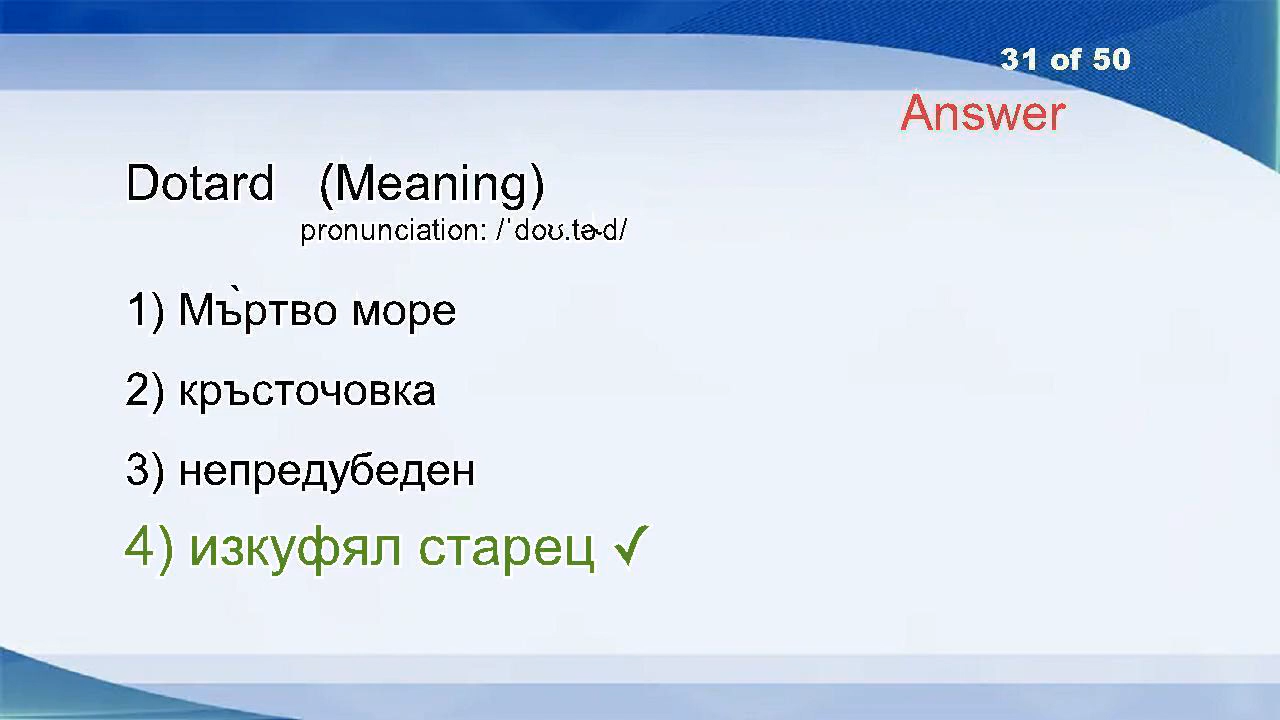 31 of 50
Answer
Dotard (Meaning)
pronunciation: /ˈdoʊ.tɚd/
1) Мъ̀ртво море
2) кръсточовка
3) непредубеден
4) изкуфял старец ✓